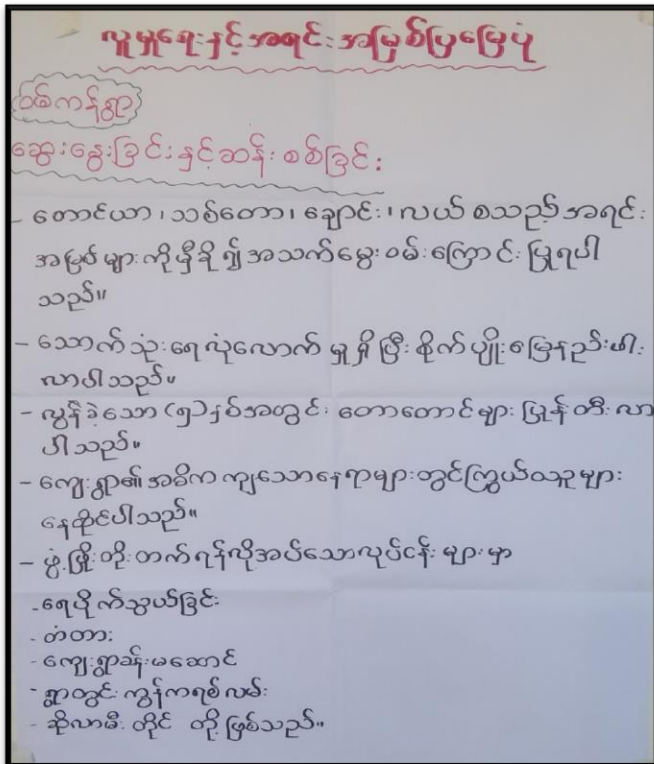 လူမှုရေးနှင့်အရင်းအမြစ်ပြမြေပုံ
ဝမ်ကန်ရွာ
ဆွေးနွေးခြင်းနှင့်ဆန်းစစ်ခြင်း
- တောင်ယာ၊ သစ်တော၊ ချောင်း၊ လယ် စသည့် အရင်း
အမြစ်များကိုမှီခို၍ အသက်မွေးဝမ်းကြောင်း ပြုရပါ
သည်။
- သောက်သုံးရေလုံလောက်မှုရှိပြီး စိုက်ပျိုးမြေနည်းပါး
လာပါသည်။
- လွန်ခဲ့သော (၅)နှစ်အတွင်း တောတောင်များ ပြုန်တီးလာ
ပါသည်။
- ကျေးရွာ၏ အဓိကကျသောနေရာများတွင်ကြွယ်ဝသူများ
နေထိုင်ပါသည်။
- ဖွံ့ဖြိုးတိုးတက်ရန်လိုအပ်သောလုပ်ငန်းများမှာ
- ရေပိုက်သွယ်ခြင်း
- တံတား
- ကျေးရွာခန်းမဆောင်
- ရွာတွင်းကွန်ကရစ်လမ်း
- ဆိုလာမီးတိုင် တို့ဖြစ်သည်။